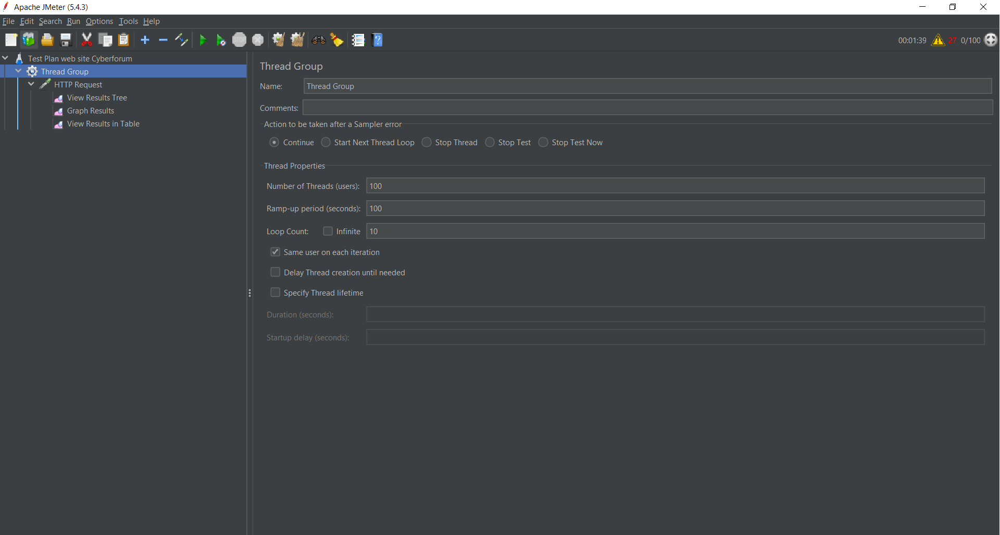 Apache JMeter (5.4.3)
File Edit Search Run Options Tools Help
STOP
? 00:01:39 27 0/100
Test Plan web site Cyberforum
Thread Group
HTTP Request
View Results Tree
Graph Results
View Results in Table
Thread Group
Name: Thread Group
Comments:
Action to be taken after a Sampler error
Continue Start Next Thread Loop Stop Thread Stop Test Stop Test Now
Thread Properties
Number of Threads (users): 100
Ramp-up period (seconds): 100
Loop Count: Infinite 10
Same user on each iteration
Delay Thread creation until needed
Specify Thread lifetime
Duration (seconds):
Startup delay (seconds):